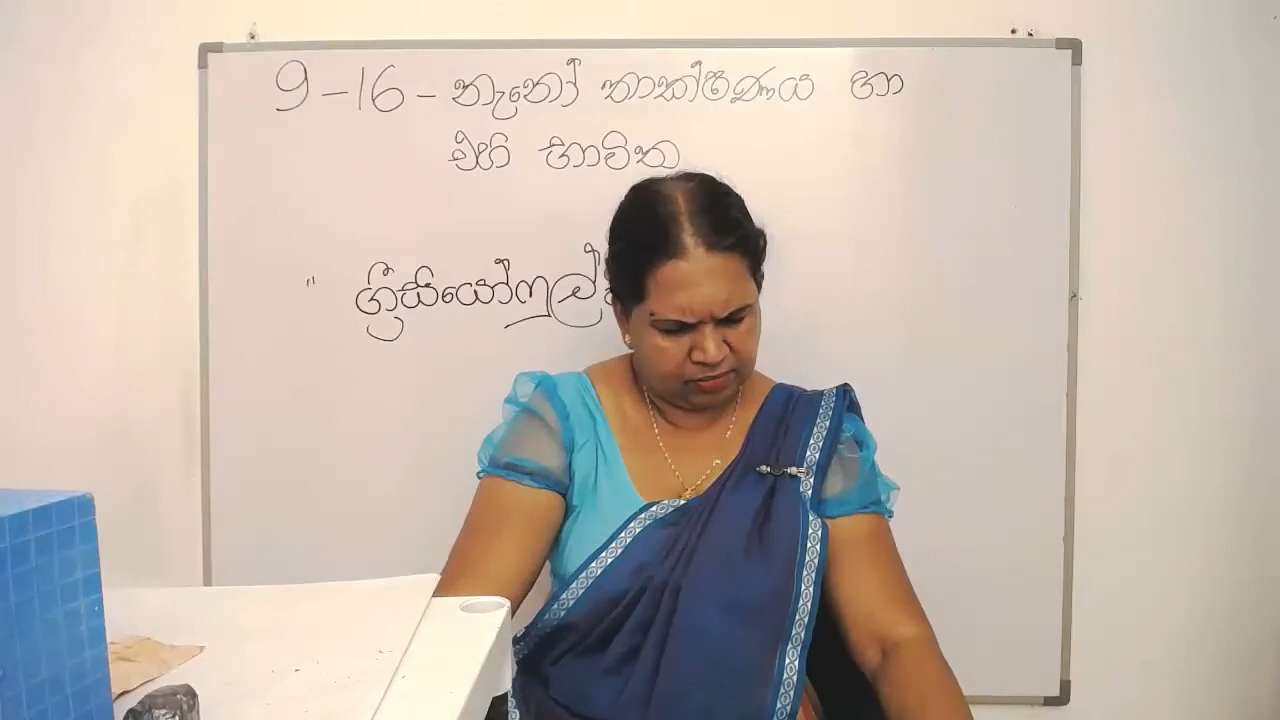 9 - 16 - නැනෝ තාක්ෂණය හා
එහි භාවිත
" ග්‍රීසියෝෆුල්